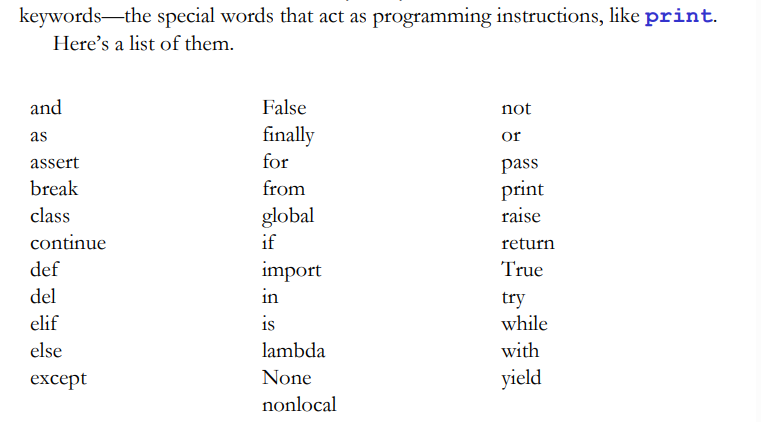 keywords—the special words that act as programming instructions, like print.
Here's a list of them.
and
as
assert
break
class
continue
def
del
elif
else
except
False
finally
for
from
global
if
import
in
is
lambda
None
nonlocal
not
or
pass
print
raise
return
True
try
while
with
yield